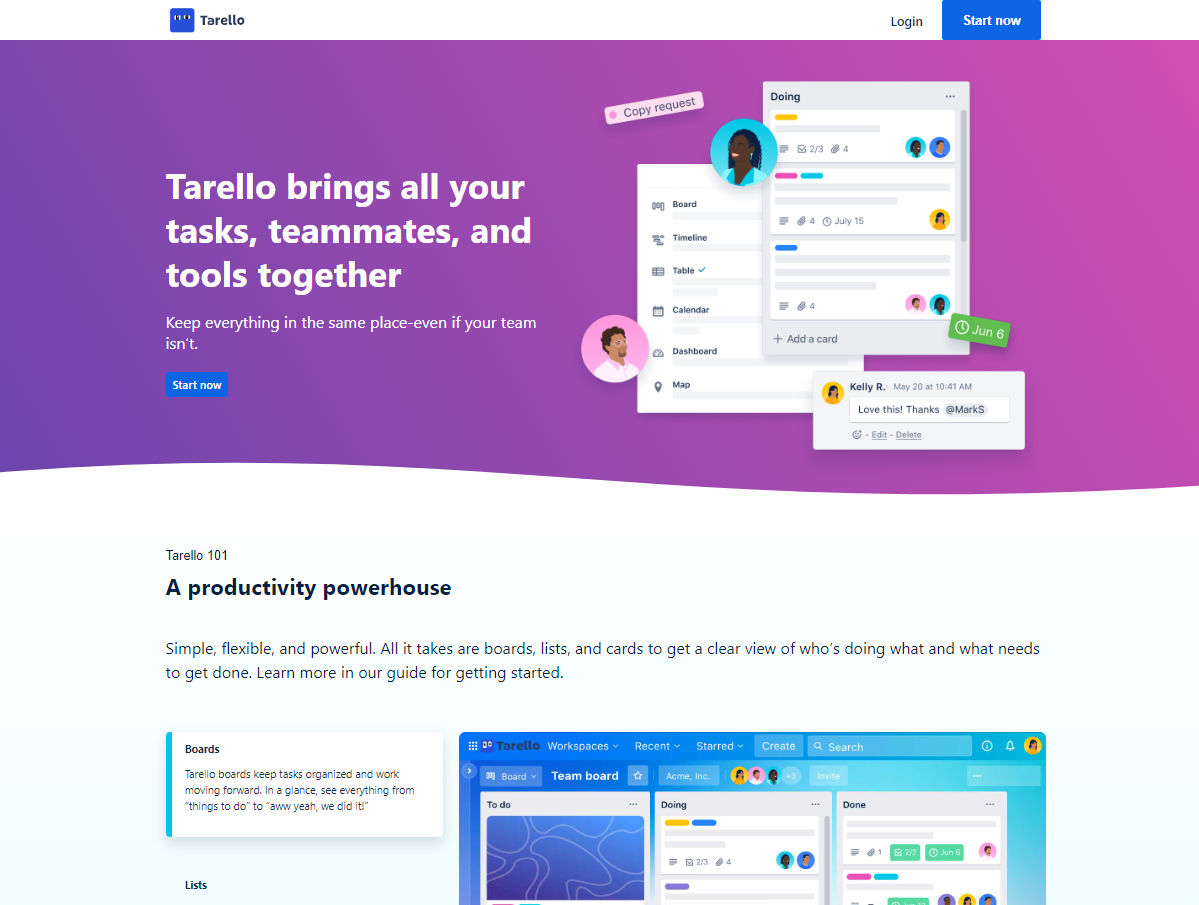 Tarello
Login
Start now
Tarello brings all your
tasks, teammates, and
tools together
Keep everything in the same place-even if your team
isn't.
Start now
Copy request
Doing
2/3
4
4
July 15
4
Add a card
Board
Timeline
Table
Calendar
Dashboard
Map
Jun 6
Kelly R. May 20 at 10:41 AM
Love this! Thanks @MarkS
- Edit - Delete
Tarello 101
A productivity powerhouse
Simple, flexible, and powerful. All it takes are boards, lists, and cards to get a clear view of who's doing what and what needs
to get done. Learn more in our guide for getting started.
Boards
Tarello boards keep tasks organized and work
moving forward. In a glance, see everything from
“things to do” to “aww yeah, we did it!”
Lists
Tarello Workspaces Recent Starred Create Search
Board Team board Acme, Inc. +3 Invite
To do
Doing
2/3 4
Done
1 2/2 Jun 6